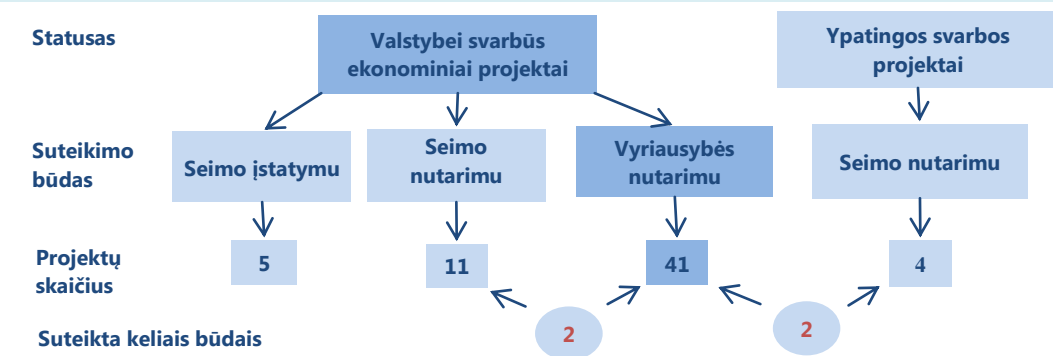 Statusas
Valstybei svarbūs
ekonominiai projektai
Ypatingos svarbos
projektai
Suteikimo
būdas
Seimo įstatymu
Seimo
nutarimu
Vyriausybės
nutarimu
Seimo nutarimu
Projektų
skaičius
5
11
41
4
Suteikta keliais būdais
2
2